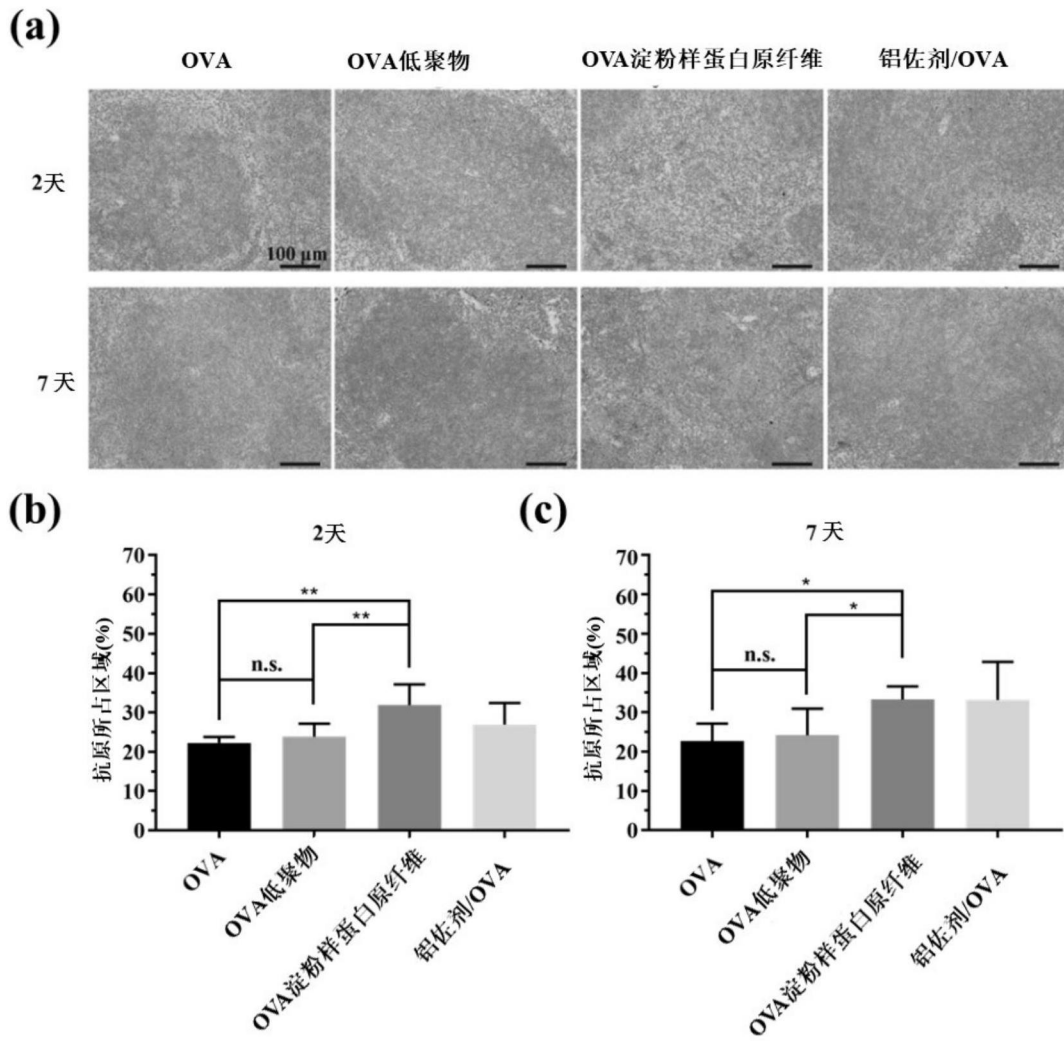 (a)
OVA
OVA低聚物
OVA淀粉样蛋白原纤维
铝佐剂/OVA
2天
100 μm
7 天
(b)
2天
抗原所占区域(%)
70
60
50
40
30
20
10
0
**
**
n.s.
OVA
OVA低聚物
OVA淀粉样蛋白原纤维
铝佐剂/OVA
(c)
7 天
抗原所占区域(%)
70
60
50
40
30
20
10
0
*
*
n.s.
OVA
OVA低聚物
OVA淀粉样蛋白原纤维
铝佐剂/OVA